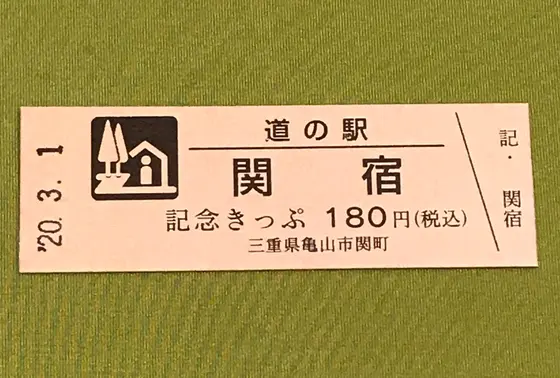 '20.3.1
道の駅
関宿
記念きっぷ 180円(税込)
三重県亀山市関町
記・関宿